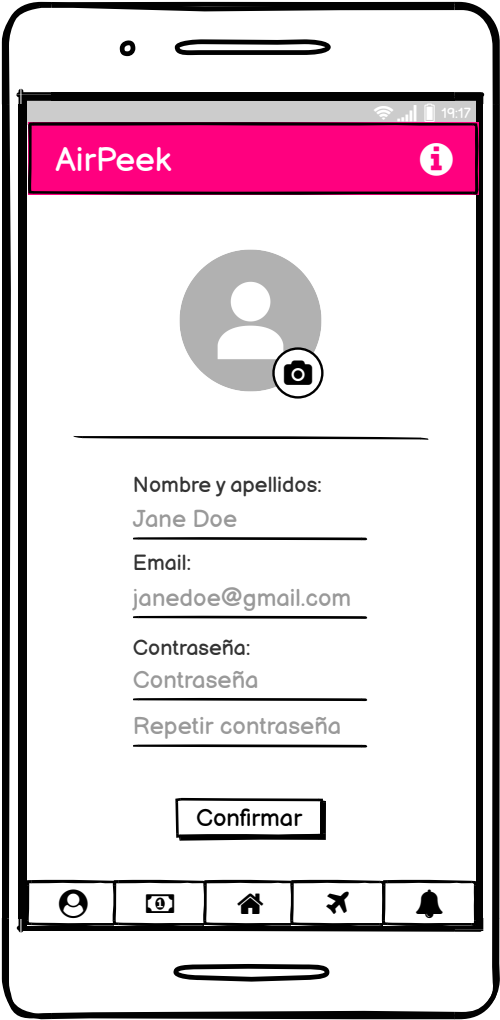 19:17
AirPeek
Nombre y apellidos:
Jane Doe
Email:
janedoe@gmail.com
Contraseña:
Contraseña
Repetir contraseña
Confirmar